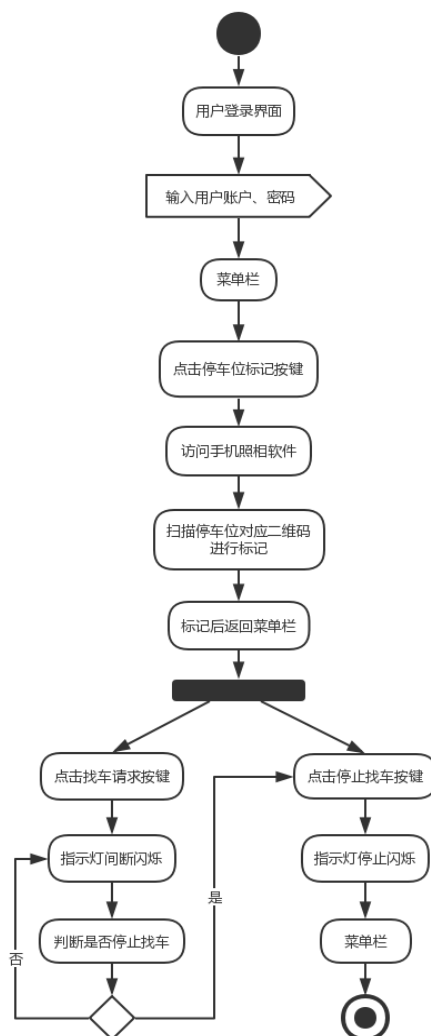 用户登录界面
输入用户账户、密码
菜单栏
点击停车位标记按键
访问手机照相软件
扫描停车位对应二维码
进行标记
标记后返回菜单栏
点击找车请求按键
点击停止找车按键
指示灯间断闪烁
指示灯停止闪烁
是
判断是否停止找车
菜单栏
否